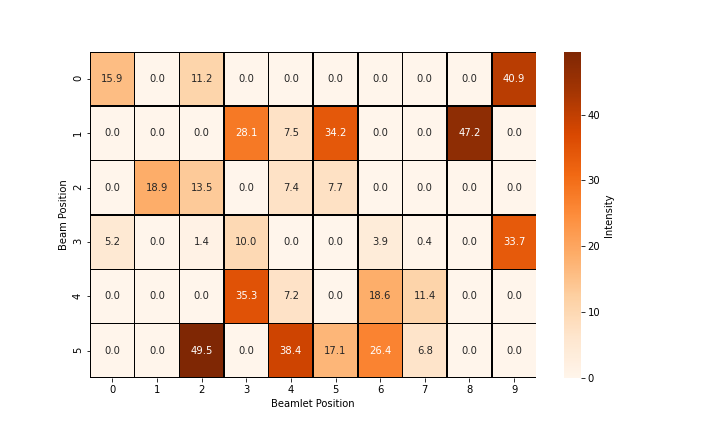 0 15.9 0.0 11.2 0.0 0.0 0.0 0.0 0.0 0.0 40.9
1 0.0 0.0 0.0 28.1 7.5 34.2 0.0 0.0 47.2 0.0
2 0.0 18.9 13.5 0.0 7.4 7.7 0.0 0.0 0.0 0.0
3 5.2 0.0 1.4 10.0 0.0 0.0 3.9 0.4 0.0 33.7
4 0.0 0.0 0.0 35.3 7.2 0.0 18.6 11.4 0.0 0.0
5 0.0 0.0 49.5 0.0 38.4 17.1 26.4 6.8 0.0 0.0
0 1 2 3 4 5 6 7 8 9
Beamlet Position
Beam Position
40
30
20
10
0
Intensity